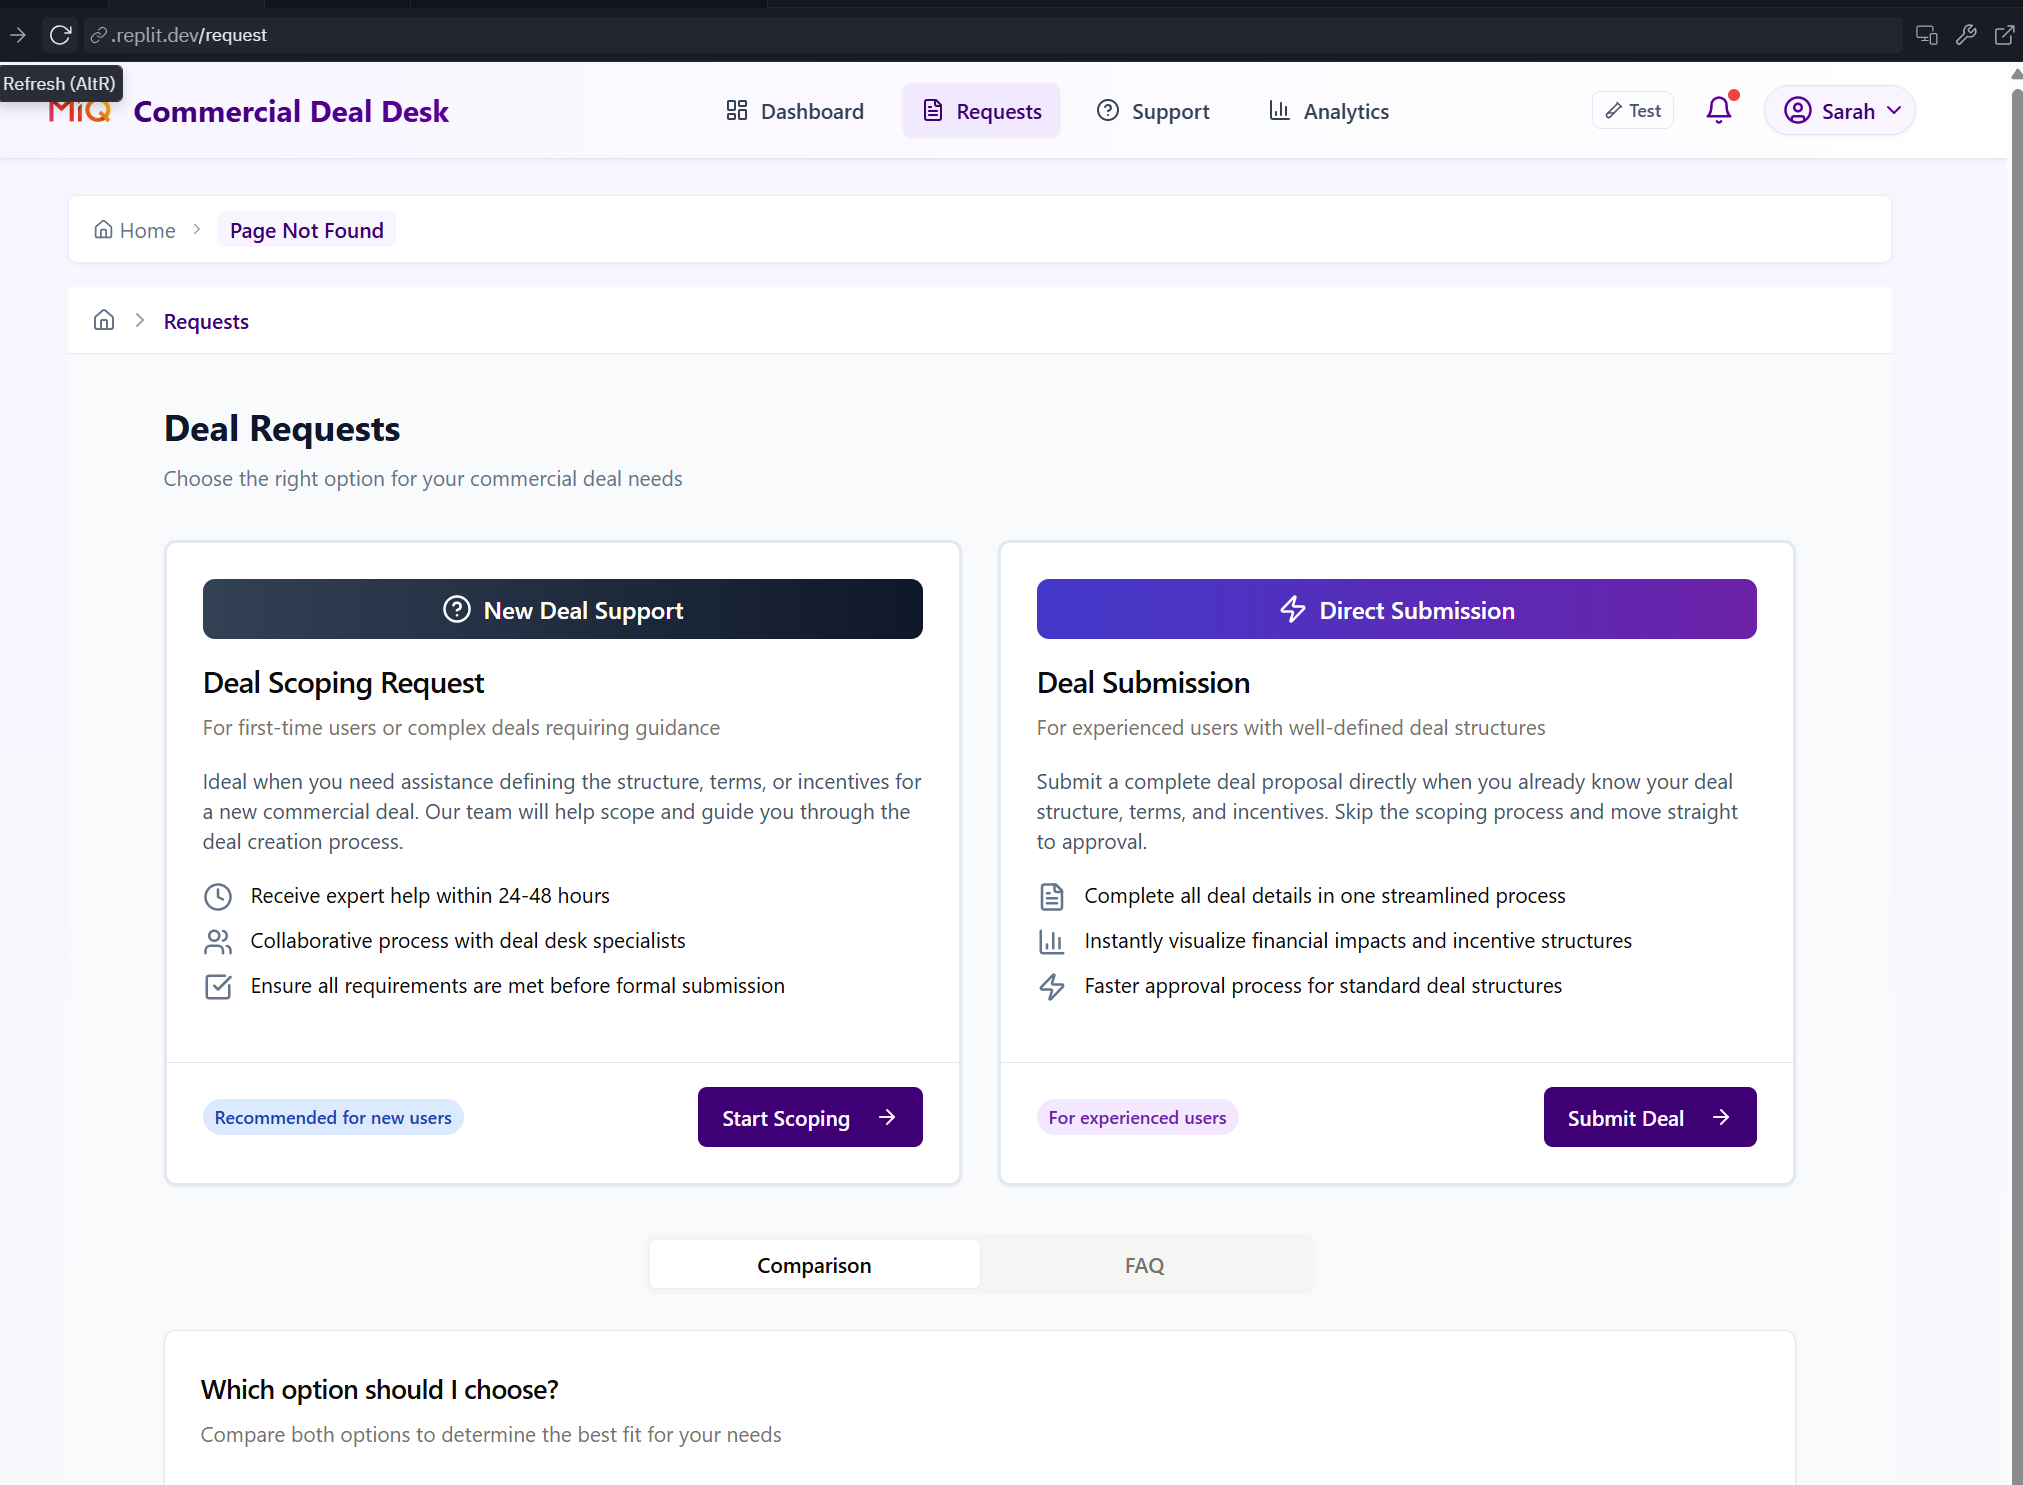 .replit.dev/request
Refresh (AltR)
MiQ Commercial Deal Desk
Dashboard
Requests
Support
Analytics
Test
Sarah
Home
Page Not Found
Requests
Deal Requests
Choose the right option for your commercial deal needs
New Deal Support
Deal Scoping Request
For first-time users or complex deals requiring guidance
Ideal when you need assistance defining the structure, terms, or incentives for
a new commercial deal. Our team will help scope and guide you through the
deal creation process.
Receive expert help within 24-48 hours
Collaborative process with deal desk specialists
Ensure all requirements are met before formal submission
Recommended for new users
Start Scoping
Direct Submission
Deal Submission
For experienced users with well-defined deal structures
Submit a complete deal proposal directly when you already know your deal
structure, terms, and incentives. Skip the scoping process and move straight
to approval.
Complete all deal details in one streamlined process
Instantly visualize financial impacts and incentive structures
Faster approval process for standard deal structures
For experienced users
Submit Deal
Comparison
FAQ
Which option should I choose?
Compare both options to determine the best fit for your needs